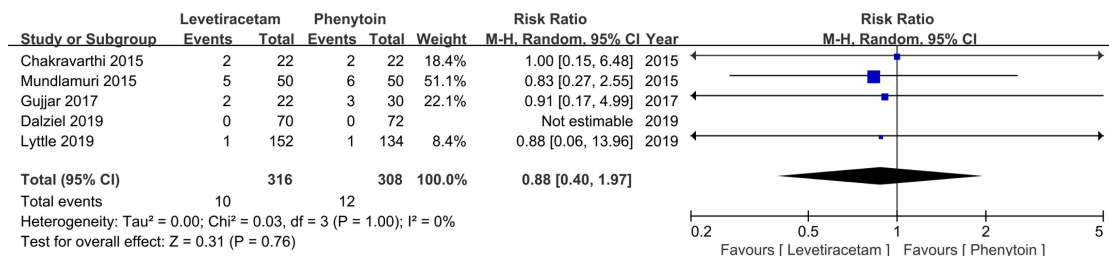 Levetiracetam Phenytoin Risk Ratio Risk Ratio
Study or Subgroup Events Total Events Total Weight M-H, Random, 95% CI Year M-H, Random, 95% CI
Chakravarthi 2015 2 22 2 22 18.4% 1.00 [0.15, 6.48] 2015
Mundlamuri 2015 5 50 6 50 51.1% 0.83 [0.27, 2.55] 2015
Gujjar 2017 2 22 3 30 22.1% 0.91 [0.17, 4.99] 2017
Dalziel 2019 0 70 0 72 Not estimable 2019
Lyttle 2019 1 152 1 134 8.4% 0.88 [0.06, 13.96] 2019
Total (95% CI) 316 308 100.0% 0.88 [0.40, 1.97]
Total events 10 12
Heterogeneity: Tau² = 0.00; Chi² = 0.03, df = 3 (P = 1.00); I² = 0%
Test for overall effect: Z = 0.31 (P = 0.76)
0.2 0.5 1 2 5
Favours [ Levetiracetam ] Favours [ Phenytoin ]